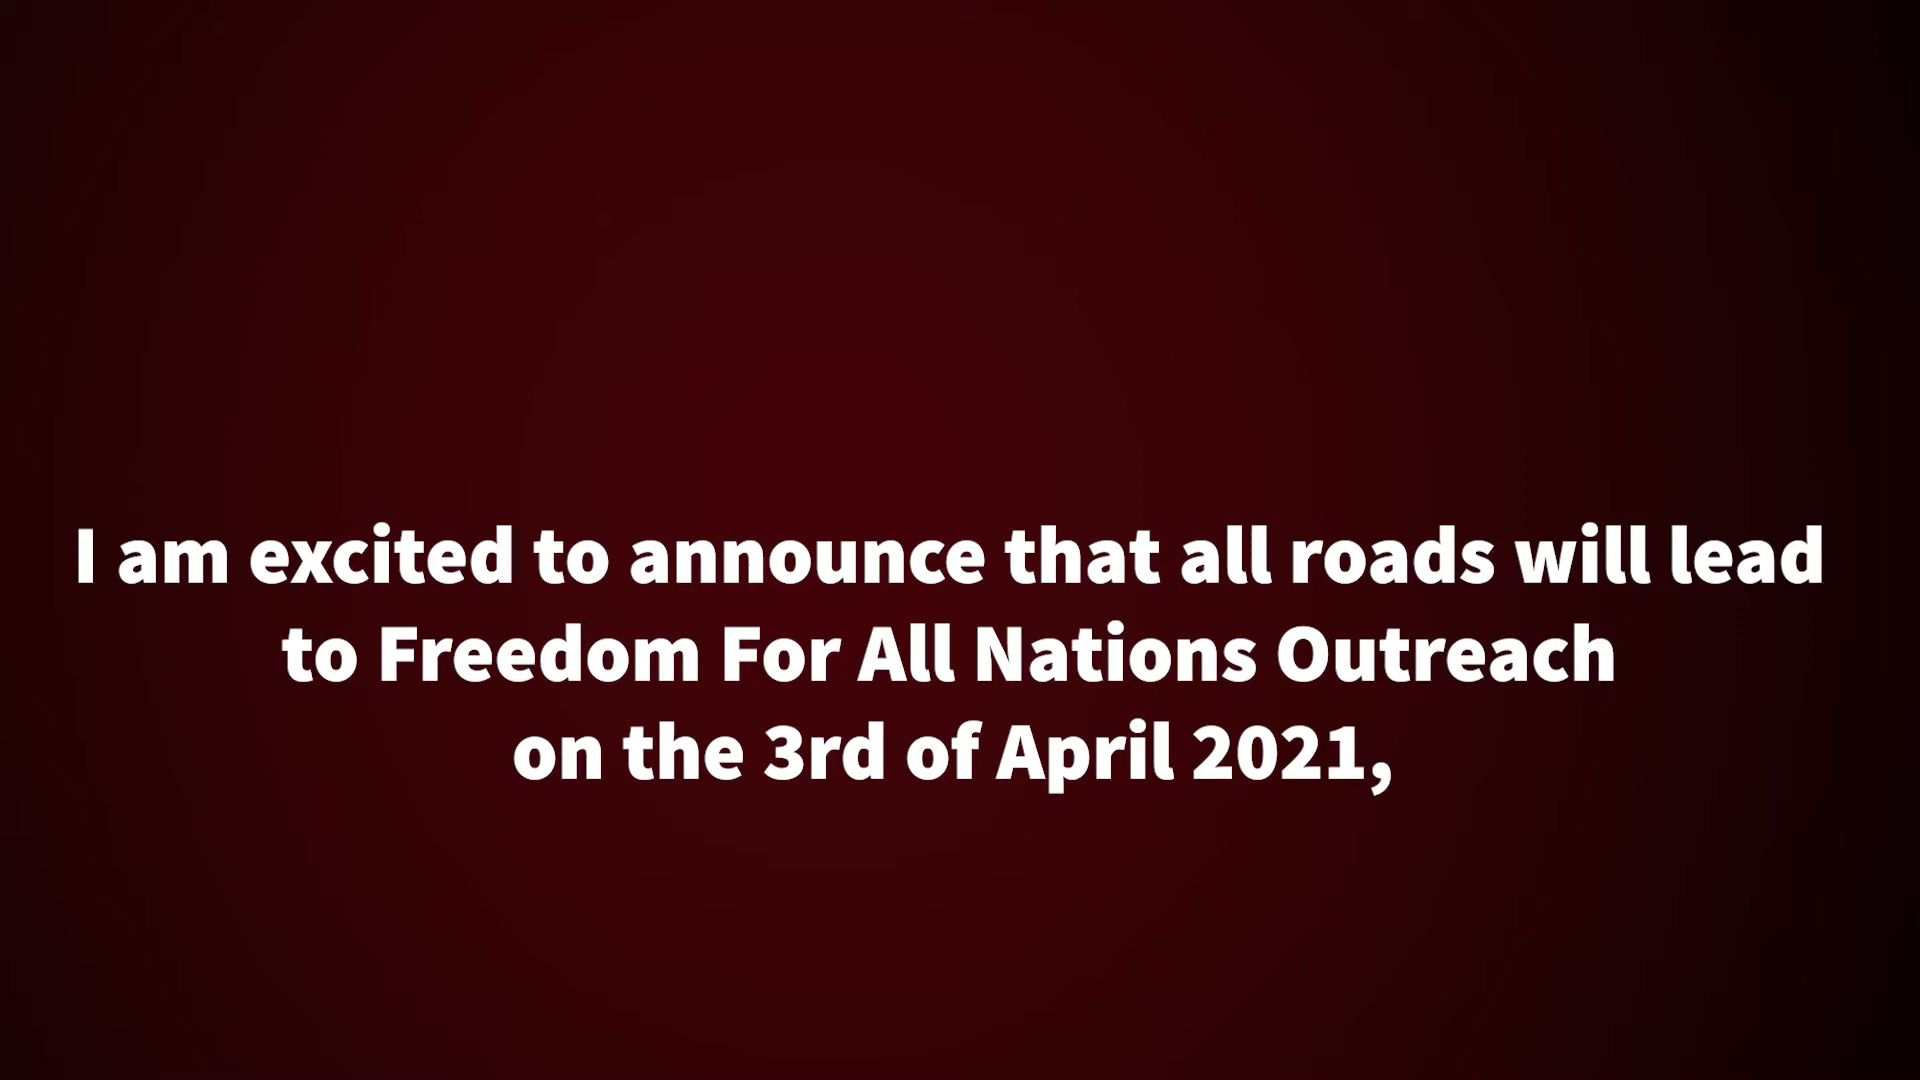 I am excited to announce that all roads will lead
to Freedom For All Nations Outreach
on the 3rd of April 2021,